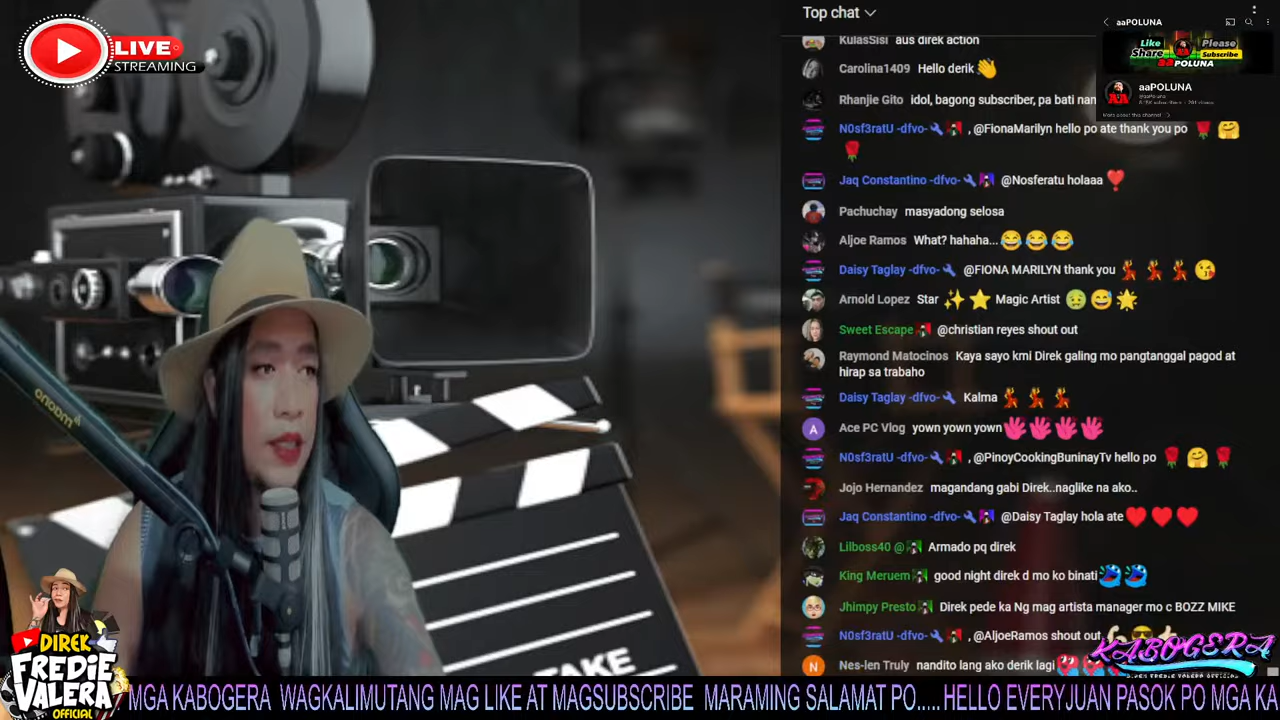 LIVE
STREAMING
Top chat
aaPOLUNA
Like
Share
Please
Subscribe
aaPOLUNA
aaPOLUNA
KulasSisi aus direk action
Carolina1409 Hello derik 👋
Rhanjie Gito idol, bagong subscriber, pa bati nam
N0sf3ratU -dfvo- , @FionaMarilyn hello po ate thank you po 🌹 🤗
🌹
Jaq Constantino -dfvo- @Nosferatu holaaa ❣️
Pachuchay masyadong selosa
Aljoe Ramos What? hahaha... 😂 😂 😂
Daisy Taglay -dfvo- @FIONA MARILYN thank you 💃 💃 💃 😘
Arnold Lopez Star ✨ ⭐ Magic Artist 🤢 😅 🌟
Sweet Escape @christian reyes shout out
Raymond Matocinos Kaya sayo kmi Direk galing mo pangtanggal pagod at
hirap sa trabaho
Daisy Taglay -dfvo- Kalma 💃 💃 💃
A Ace PC Vlog yown yown yown
N0sf3ratU -dfvo- , @PinoyCookingBuninayTv hello po 🌹 🤗 🌹
Jojo Hernandez magandang gabi Direk..naglike na ako..
Jaq Constantino -dfvo- @Daisy Taglay hola ate ❤️ ❤️ ❤️
Lilboss40 @ Armado pq direk
King Meruem good night direk d mo ko binati
Jhimpy Presto Direk pede ka Ng mag artista manager mo c BOZZ MIKE
N0sf3ratU -dfvo- , @AljoeRamos shout out
N Nes-len Truly nandito lang ako derik lagi
KABOGERA
maono
TAKE
DIREK
FREDIE
VALERA
OFFICIAL
MGA KABOGERA WAGKALIMUTANG MAG LIKE AT MAGSUBSCRIBE MARAMING SALAMAT PO..... HELLO EVERYJUAN PASOK PO MGA KA